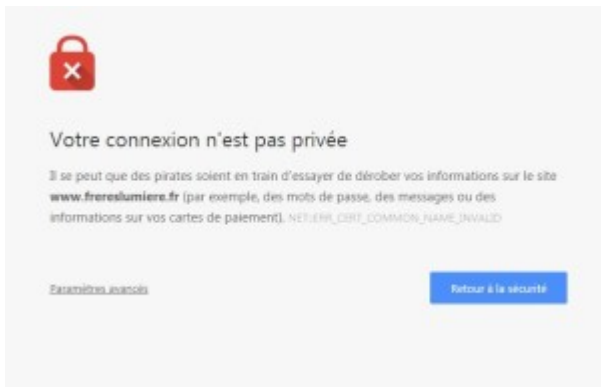 Votre connexion n'est pas privée
Il se peut que des pirates soient en train d'essayer de dérober vos informations sur le site
www.frereslumiere.fr (par exemple, des mots de passe, des messages ou des
informations sur vos cartes de paiement). NET::ERR_CERT_COMMON_NAME_INVALID
Paramètres avancés
Retour à la sécurité